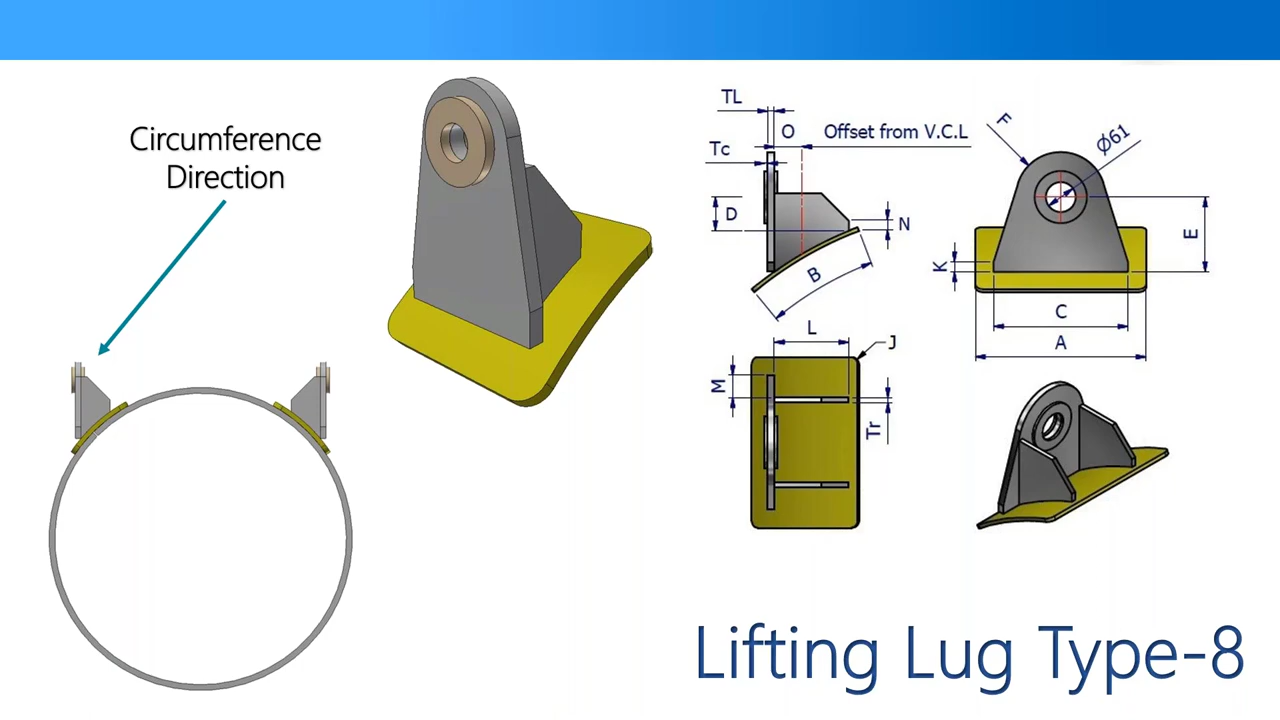 Circumference
Direction
TL
O
Offset from V.C.L
Tc
D
N
B
F
Ø61
E
K
C
A
L
J
M
Tr
Lifting Lug Type-8